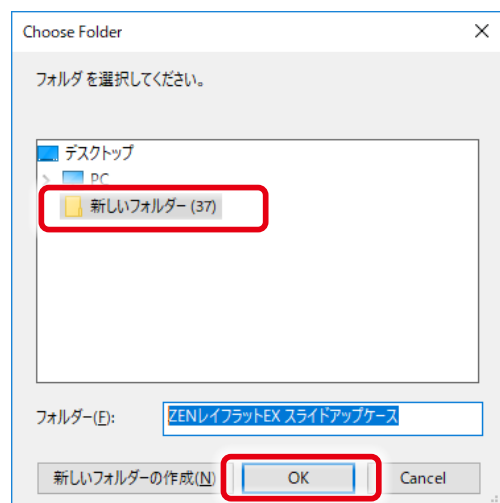 Choose Folder
フォルダ を選択してください。
デスクトップ
PC
新しいフォルダー (37)
フォルダー(F):
ZENレイフラットEX スライドアップケース
新しいフォルダーの作成(N)
OK
Cancel